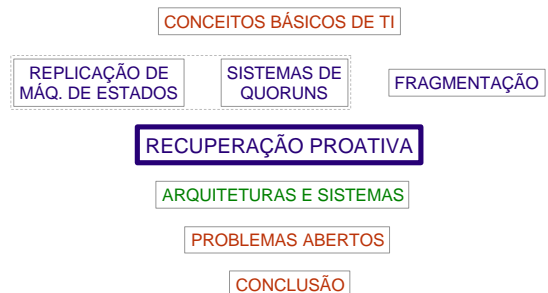 CONCEITOS BÁSICOS DE TI
REPLICAÇÃO DE
MÁQ. DE ESTADOS
SISTEMAS DE
QUORUNS
FRAGMENTAÇÃO
RECUPERAÇÃO PROATIVA
ARQUITETURAS E SISTEMAS
PROBLEMAS ABERTOS
CONCLUSÃO